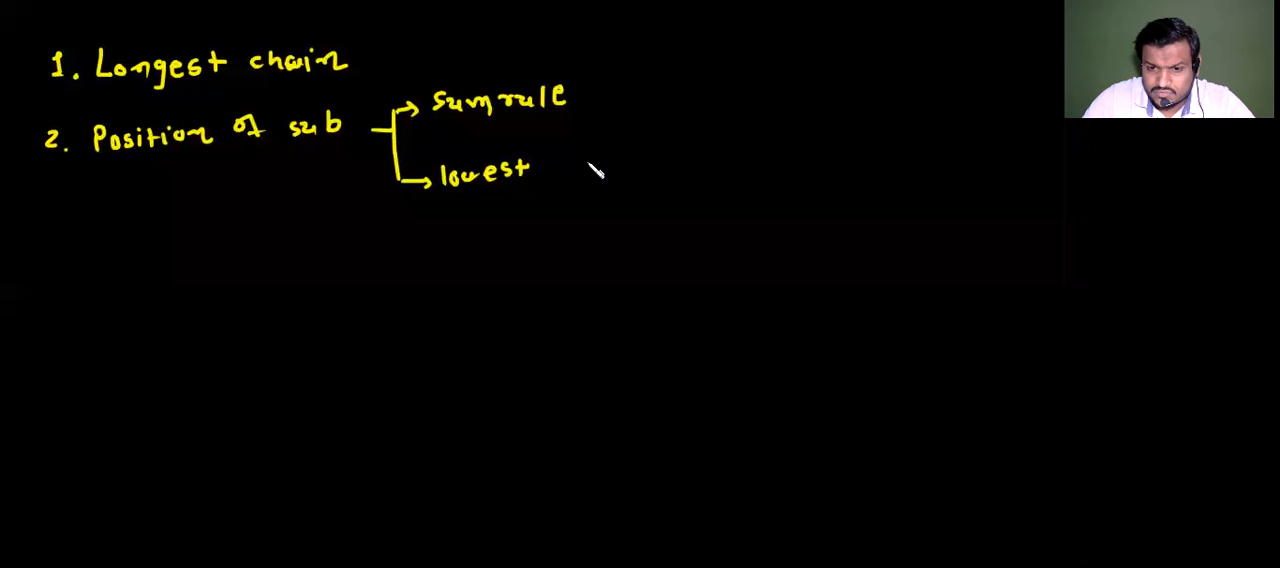 1. Longest chain
2. Position of sub → sum rule
→ lowest